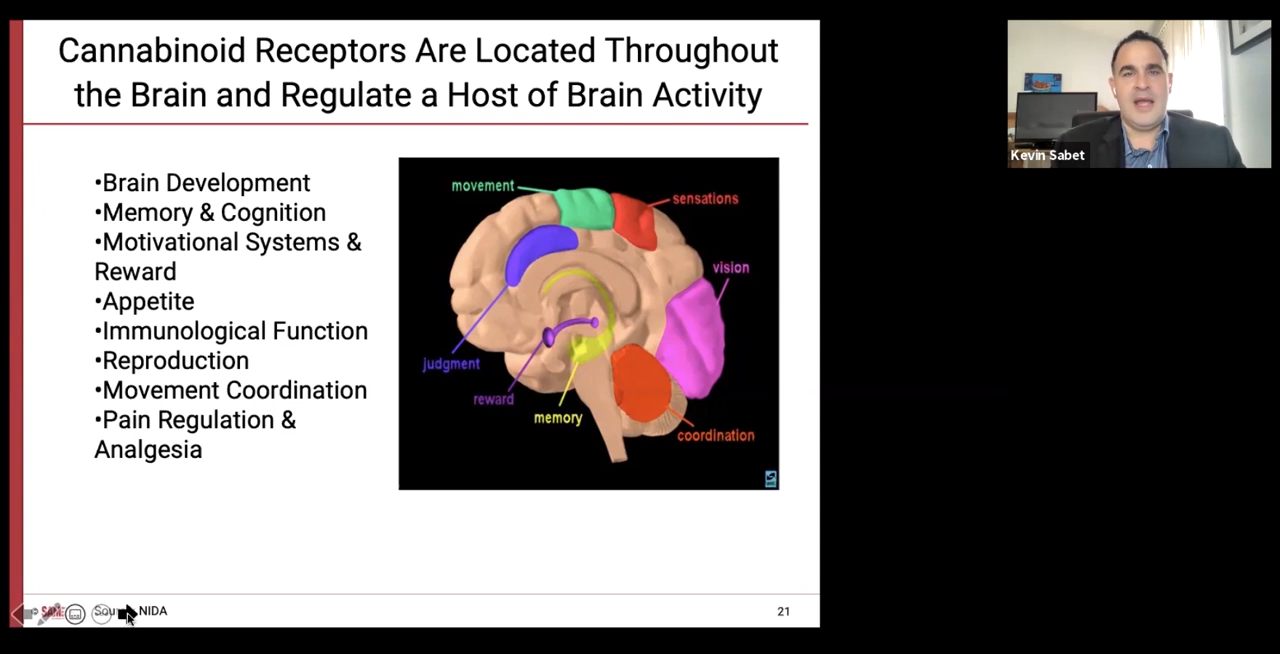 Cannabinoid Receptors Are Located Throughout
the Brain and Regulate a Host of Brain Activity
•Brain Development
•Memory & Cognition
•Motivational Systems &
Reward
•Appetite
•Immunological Function
•Reproduction
•Movement Coordination
•Pain Regulation &
Analgesia
movement
sensations
vision
judgment
reward
memory
coordination
NIDA
21
Kevin Sabet